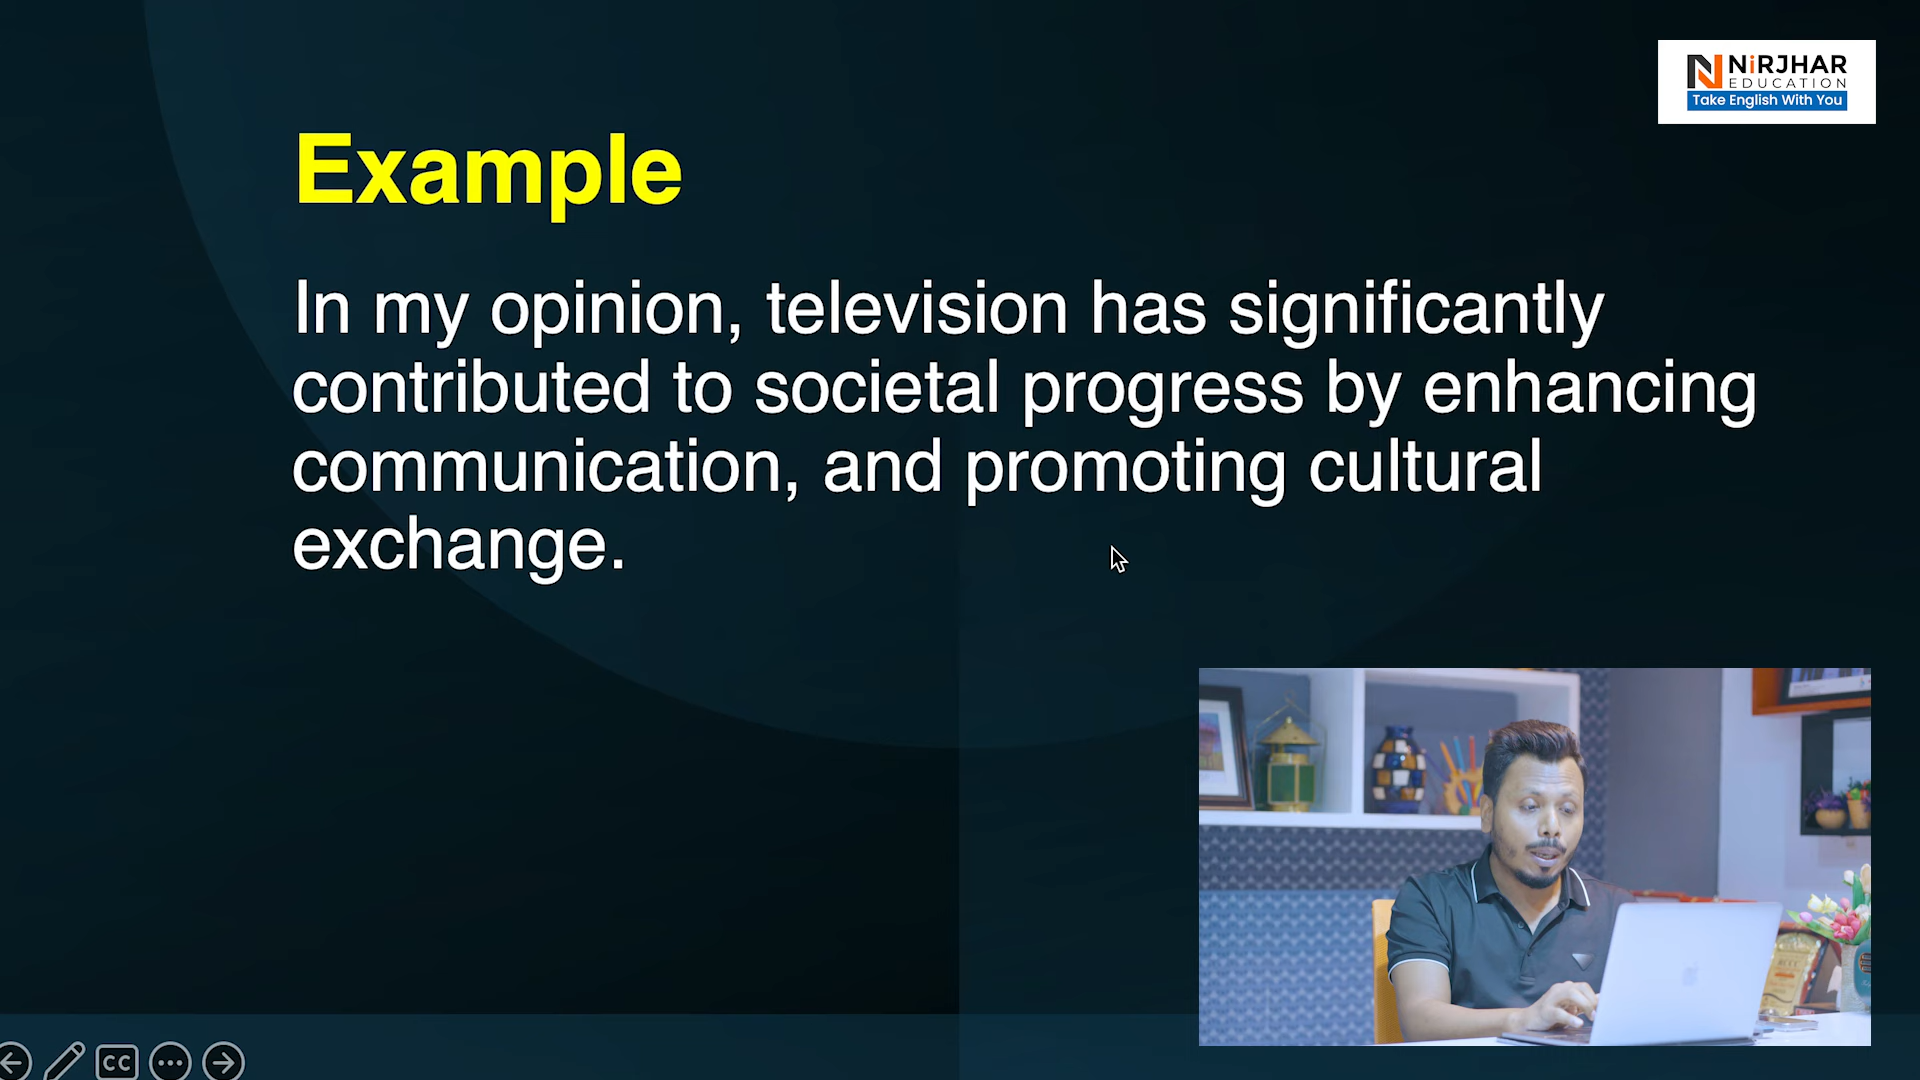 NiRJHAR
EDUCATION
Take English With You
Example
In my opinion, television has significantly
contributed to societal progress by enhancing
communication, and promoting cultural
exchange.
CC